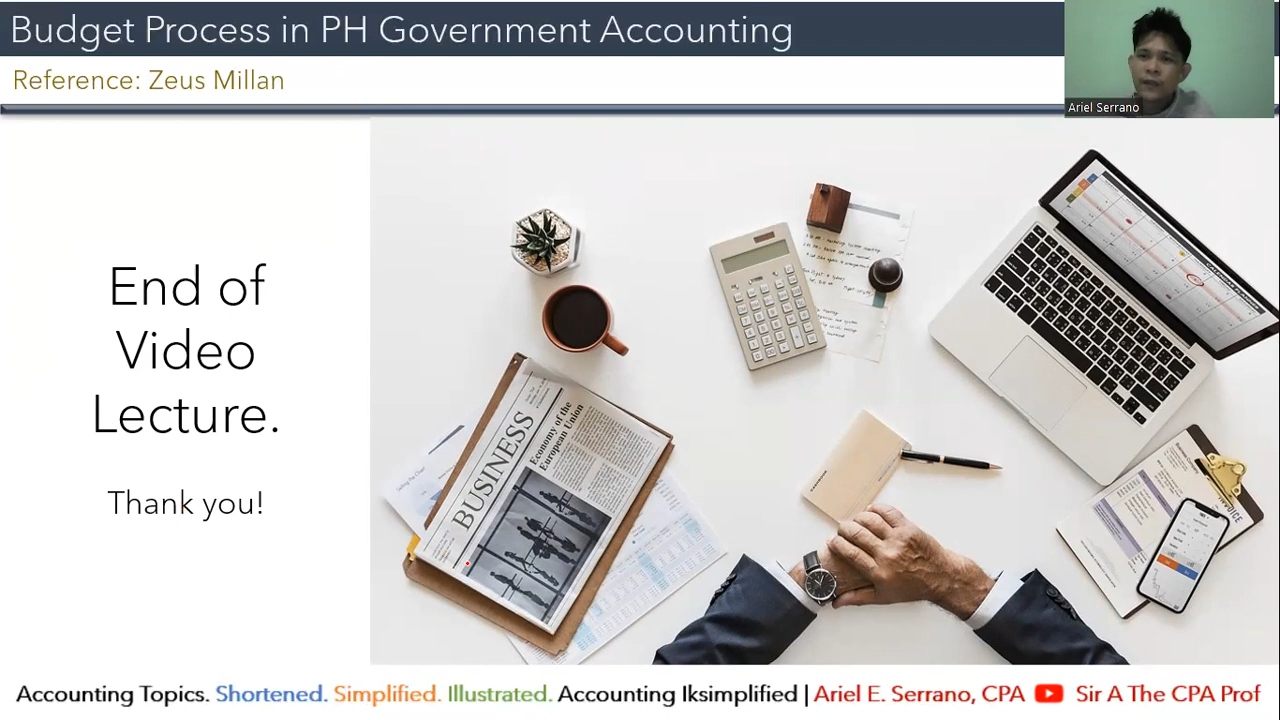 Budget Process in PH Government Accounting
Reference: Zeus Millan
Ariel Serrano
End of
Video
Lecture.
Thank you!
BUSINESS
Economy of the
European Union
INVOICE
Accounting Topics. Shortened. Simplified. Illustrated. Accounting Iksimplified | Ariel E. Serrano, CPA Sir A The CPA Prof